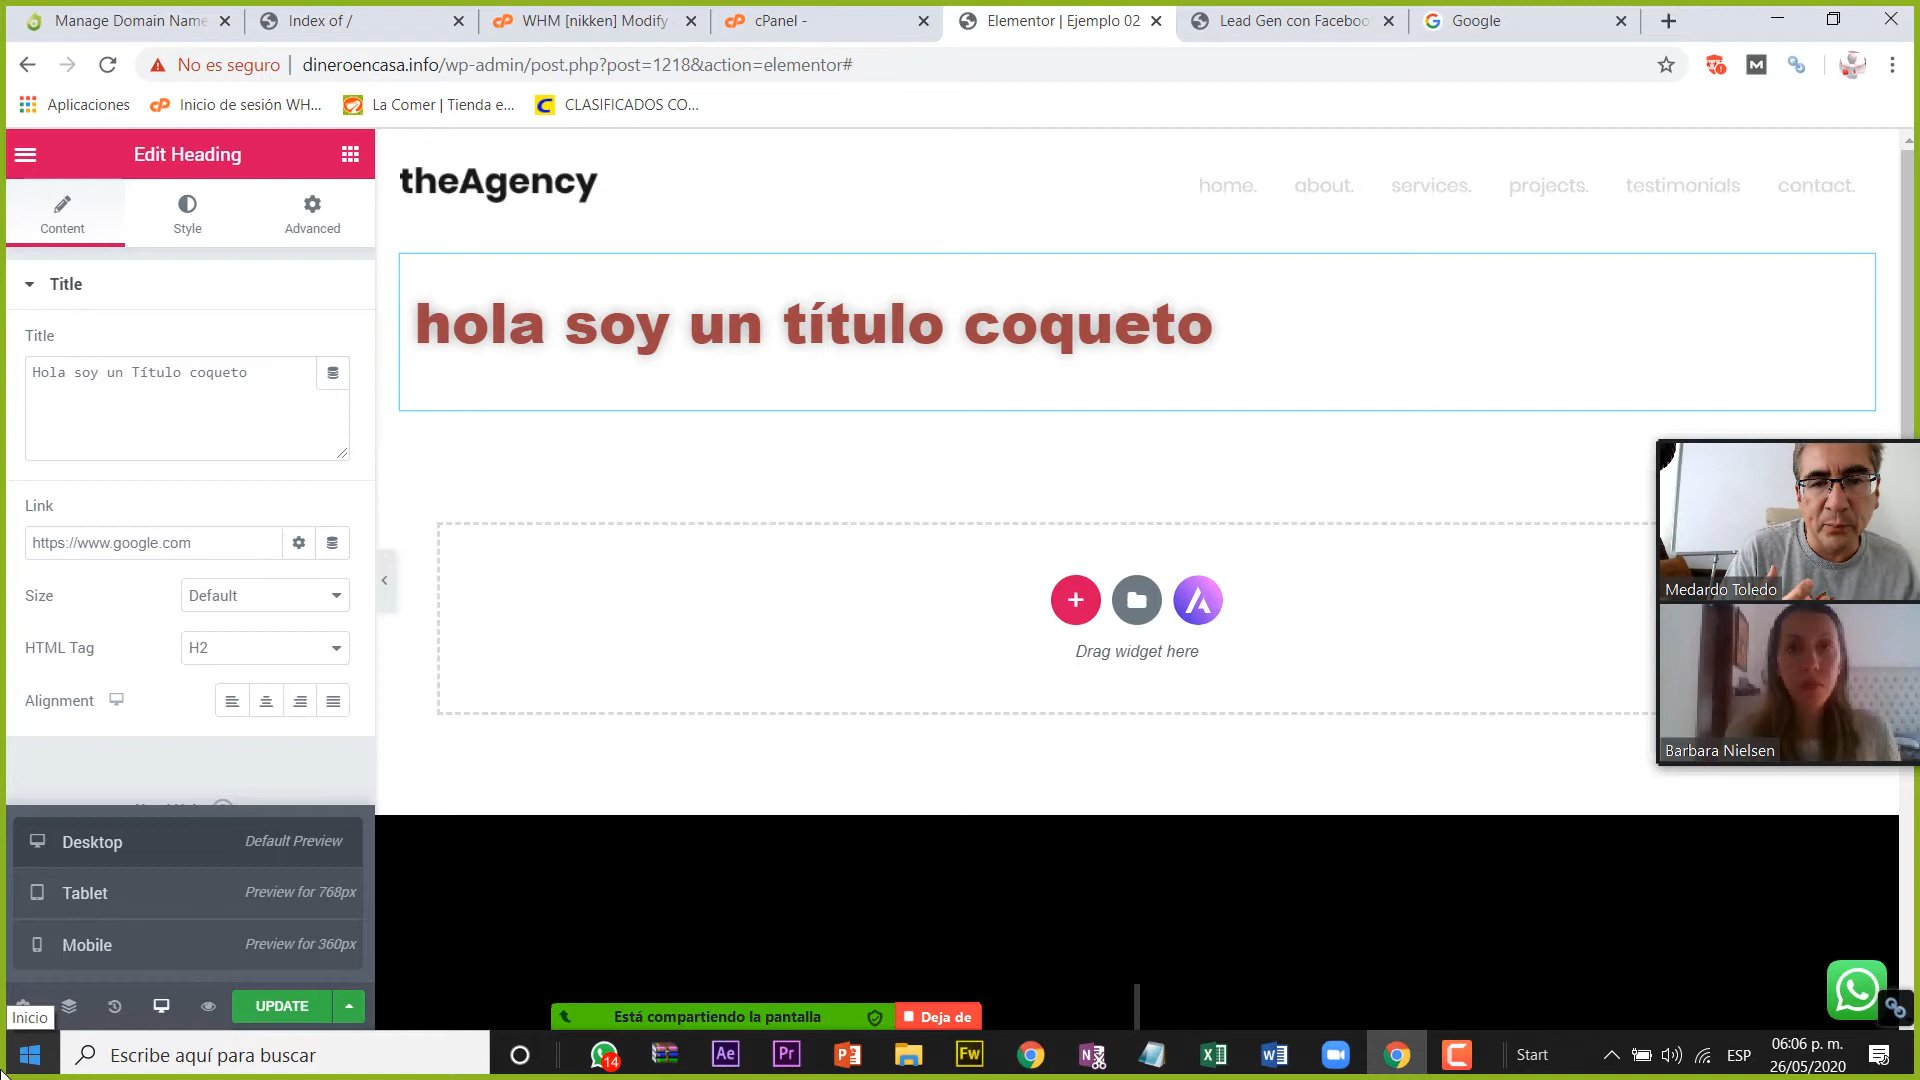 Manage Domain Name
Index of /
WHM [nikken] Modify
cPanel -
Elementor | Ejemplo 02
Lead Gen con Facebo
Google
No es seguro
dineroencasa.info/wp-admin/post.php?post=1218&action=elementor#
Aplicaciones
Inicio de sesión WH...
La Comer | Tienda e...
CLASIFICADOS CO...
Edit Heading
Content
Style
Advanced
Title
Title
Hola soy un Título coqueto
Link
https://www.google.com
Size
Default
HTML Tag
H2
Alignment
Desktop
Default Preview
Tablet
Preview for 768px
Mobile
Preview for 360px
UPDATE
Inicio
theAgency
home.
about.
services.
projects.
testimonials
contact.
hola soy un título coqueto
Drag widget here
Medardo Toledo
Barbara Nielsen
Está compartiendo la pantalla
Deja de
Escribe aquí para buscar
14
Ae
Pr
Fw
Start
ESP
06:06 p. m.
26/05/2020